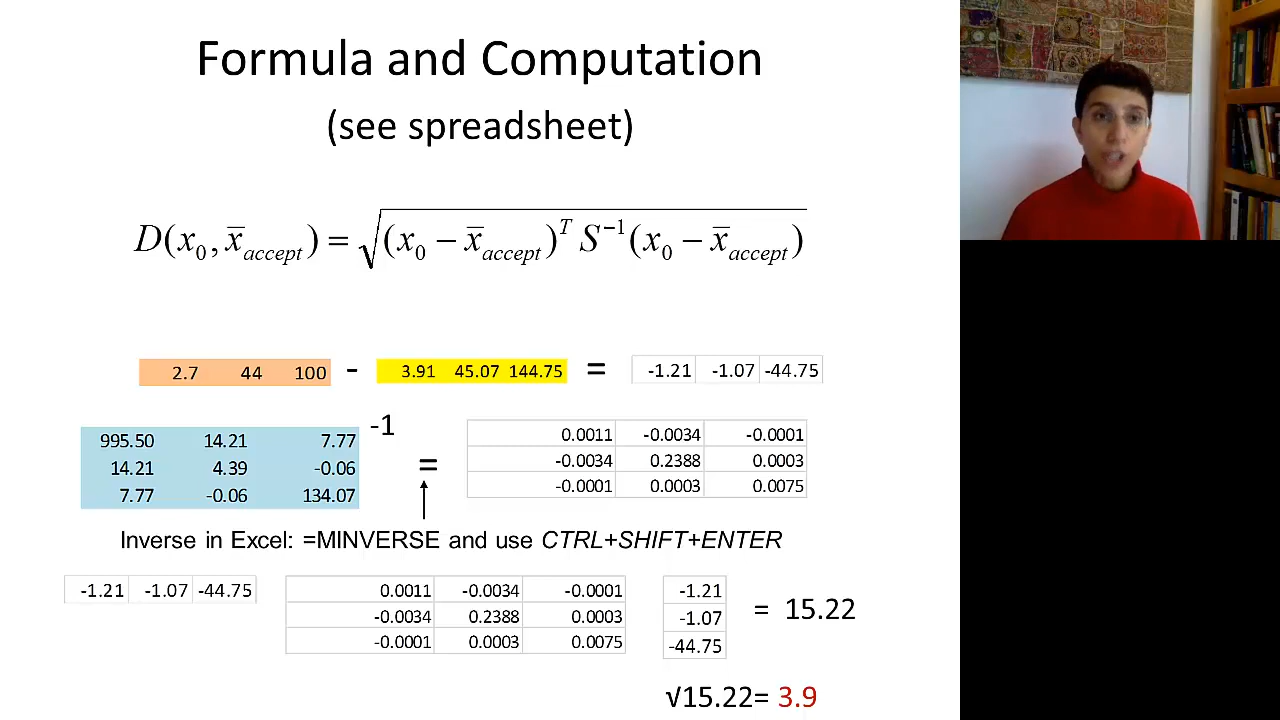 Formula and Computation
(see spreadsheet)
D(x₀, x̄accept) = √(x₀ − x̄accept)ᵀ S⁻¹(x₀ − x̄accept)
2.7 44 100 - 3.91 45.07 144.75 = -1.21 -1.07 -44.75
-1
995.50 14.21 7.77
14.21 4.39 -0.06
7.77 -0.06 134.07
=
0.0011 -0.0034 -0.0001
-0.0034 0.2388 0.0003
-0.0001 0.0003 0.0075
Inverse in Excel: =MINVERSE and use CTRL+SHIFT+ENTER
-1.21 -1.07 -44.75
0.0011 -0.0034 -0.0001
-0.0034 0.2388 0.0003
-0.0001 0.0003 0.0075
-1.21
-1.07
-44.75
= 15.22
√15.22= 3.9